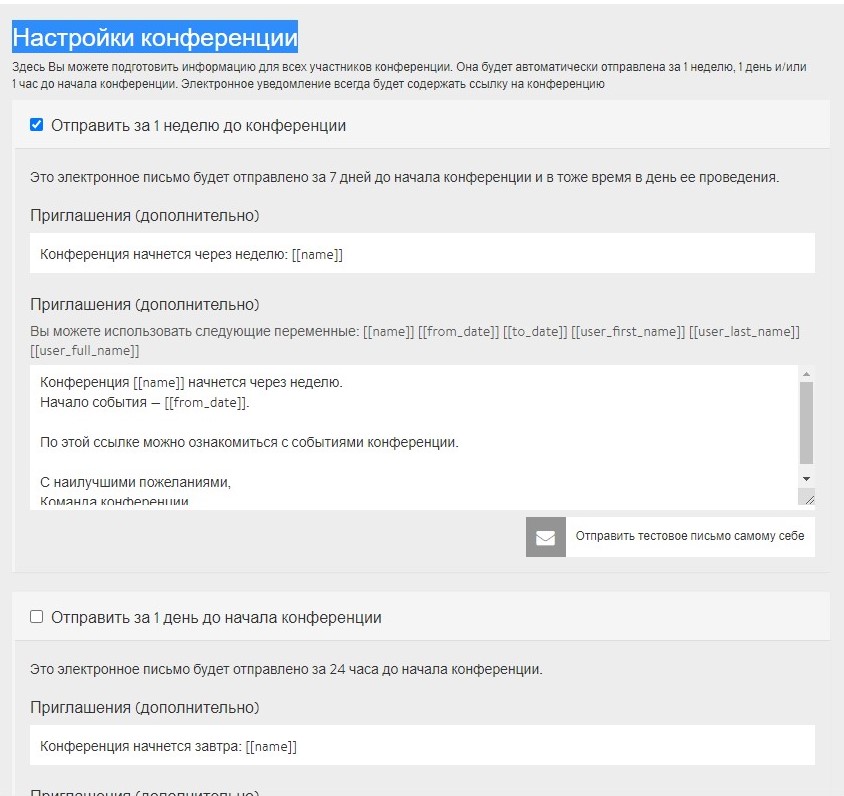 Настройки конференции
Здесь Вы можете подготовить информацию для всех участников конференции. Она будет автоматически отправлена за 1 неделю, 1 день и/или
1 час до начала конференции. Электронное уведомление всегда будет содержать ссылку на конференцию
Отправить за 1 неделю до конференции
Это электронное письмо будет отправлено за 7 дней до начала конференции и в тоже время в день ее проведения.
Приглашения (дополнительно)
Конференция начнется через неделю: [[name]]
Приглашения (дополнительно)
Вы можете использовать следующие переменные: [[name]] [[from_date]] [[to_date]] [[user_first_name]] [[user_last_name]]
[[user_full_name]]
Конференция [[name]] начнется через неделю.
Начало события — [[from_date]].
По этой ссылке можно ознакомиться с событиями конференции.
С наилучшими пожеланиями,
Команда конференции
Отправить тестовое письмо самому себе
Отправить за 1 день до начала конференции
Это электронное письмо будет отправлено за 24 часа до начала конференции.
Приглашения (дополнительно)
Конференция начнется завтра: [[name]]
Приглашения (дополнительно)